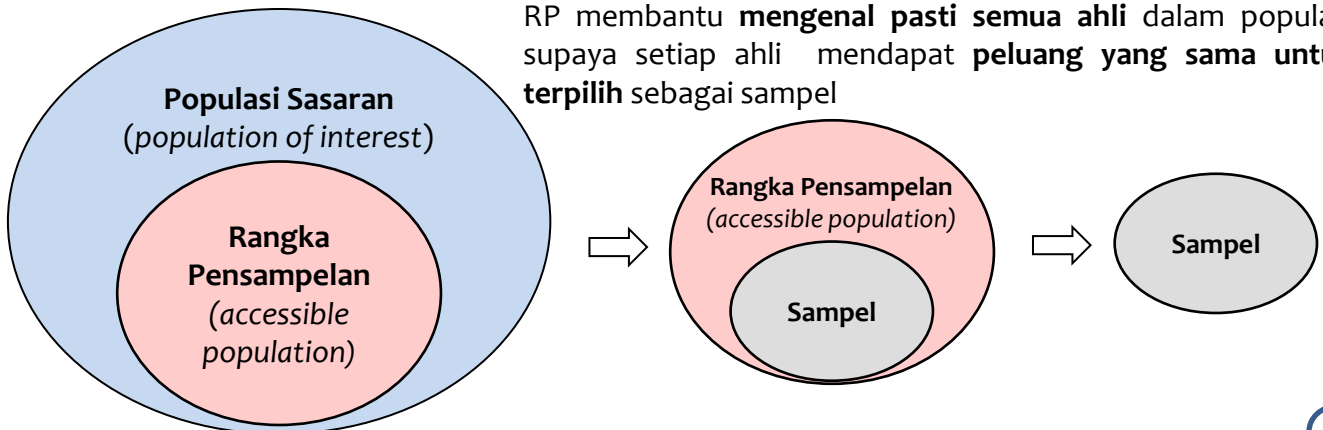 RP membantu mengenal pasti semua ahli dalam popula
supaya setiap ahli mendapat peluang yang sama untu
terpilih sebagai sampel
Populasi Sasaran
(population of interest)
Rangka
Pensampelan
(accessible
population)
Rangka Pensampelan
(accessible population)
Sampel
Sampel